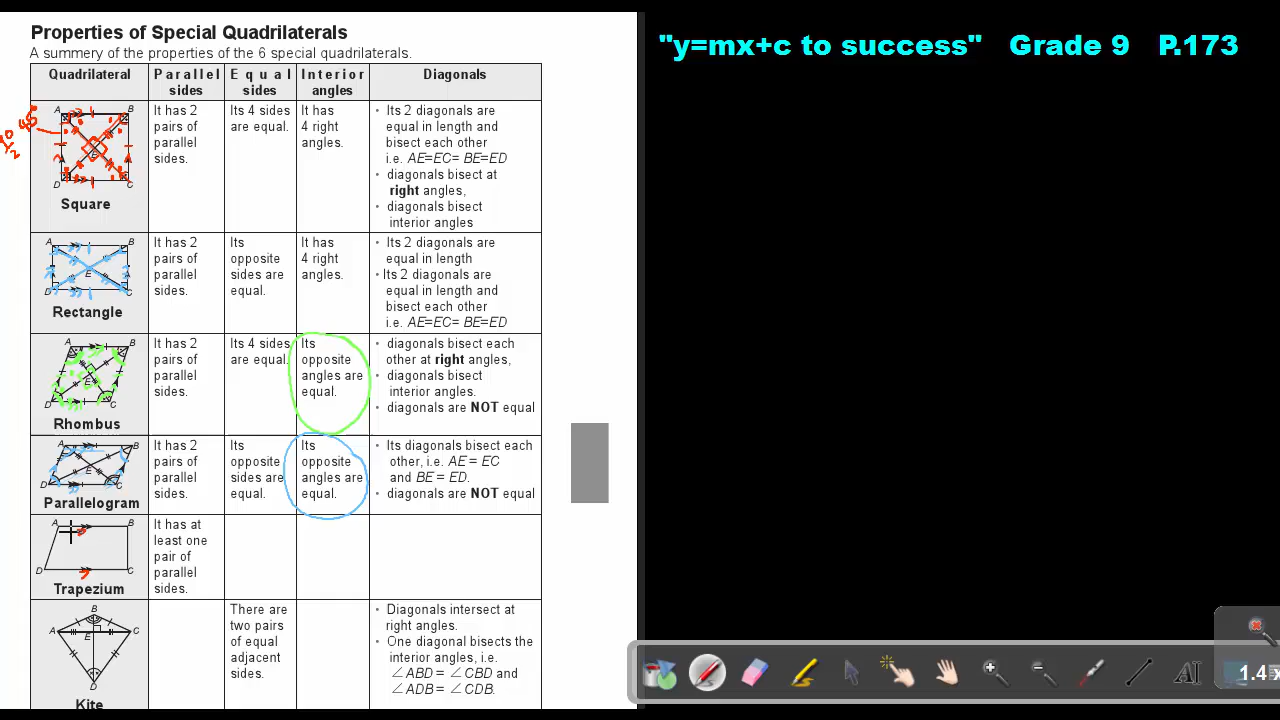 Properties of Special Quadrilaterals
A summery of the properties of the 6 special quadrilaterals.
"y=mx+c to success" Grade 9 P.173
Quadrilateral
Parallel
sides
Equal
sides
Interior
angles
Diagonals
A
B
E
D
C
45°
Square
It has 2
pairs of
parallel
sides.
Its 4 sides
are equal.
It has
4 right
angles.
• Its 2 diagonals are
equal in length and
bisect each other
i.e. AE=EC= BE=ED
• diagonals bisect at
right angles,
• diagonals bisect
interior angles
A
B
E
D
C
Rectangle
It has 2
pairs of
parallel
sides.
Its
opposite
sides are
equal.
It has
4 right
angles.
• Its 2 diagonals are
equal in length
• Its 2 diagonals are
equal in length and
bisect each other
i.e. AE=EC= BE=ED
A
B
E
D
C
Rhombus
It has 2
pairs of
parallel
sides.
Its 4 sides
are equal.
Its
opposite
angles are
equal.
• diagonals bisect each
other at right angles,
• diagonals bisect
interior angles.
• diagonals are NOT equal
A
B
E
D
C
Parallelogram
It has 2
pairs of
parallel
sides.
Its
opposite
sides are
equal.
Its
opposite
angles are
equal.
• Its diagonals bisect each
other, i.e. AE = EC
and BE = ED.
• diagonals are NOT equal
A
B
D
C
Trapezium
It has at
least one
pair of
parallel
sides.
B
A
E
C
D
Kite
There are
two pairs
of equal
adjacent
sides.
• Diagonals intersect at
right angles.
• One diagonal bisects the
interior angles, i.e.
∠ABD = ∠CBD and
∠ADB = ∠CDB.
AI
1.4 x